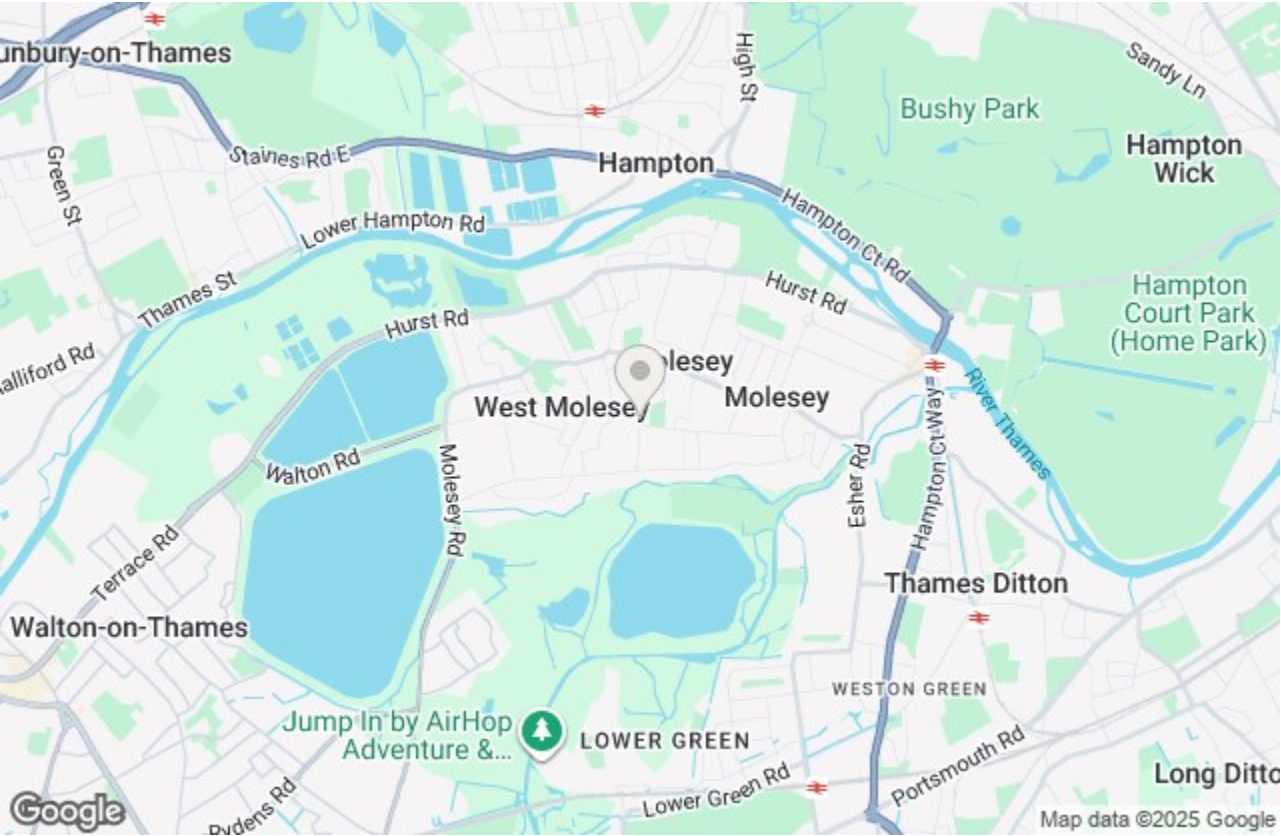 unbury-on-Thames
High St
Sandy Ln
Bushy Park
Hampton
Wick
Hampton
Staines Rd E
Green St
Lower Hampton Rd
Hampton Ct Rd
Thames St
Hurst Rd
Hurst Rd
Hampton
Court Park
(Home Park)
alliford Rd
olesey
Molesey
West Molesey
River Thames
Hampton Ct Way
Walton Rd
Molesey Rd
Esher Rd
Terrace Rd
Thames Ditton
Walton-on-Thames
WESTON GREEN
Jump In by AirHop
Adventure &...
LOWER GREEN
Portsmouth Rd
Long Ditto
Lower Green Rd
Rydens Rd
Google
Map data ©2025 Google